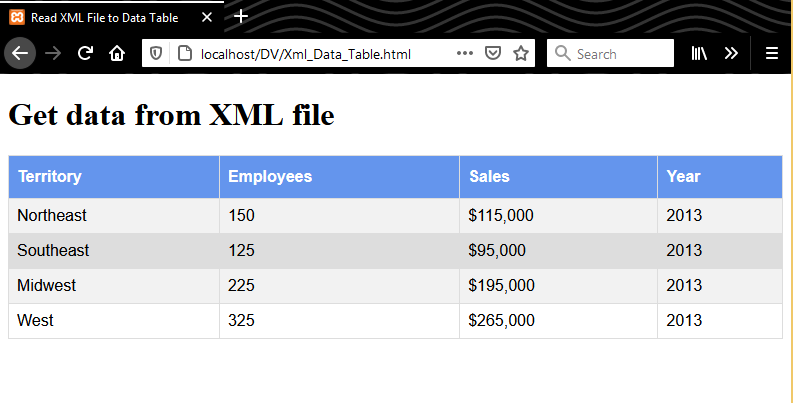 Read XML File to Data Table
localhost/DV/Xml_Data_Table.html
Search
Get data from XML file
Territory Employees Sales Year
Northeast 150 $115,000 2013
Southeast 125 $95,000 2013
Midwest 225 $195,000 2013
West 325 $265,000 2013